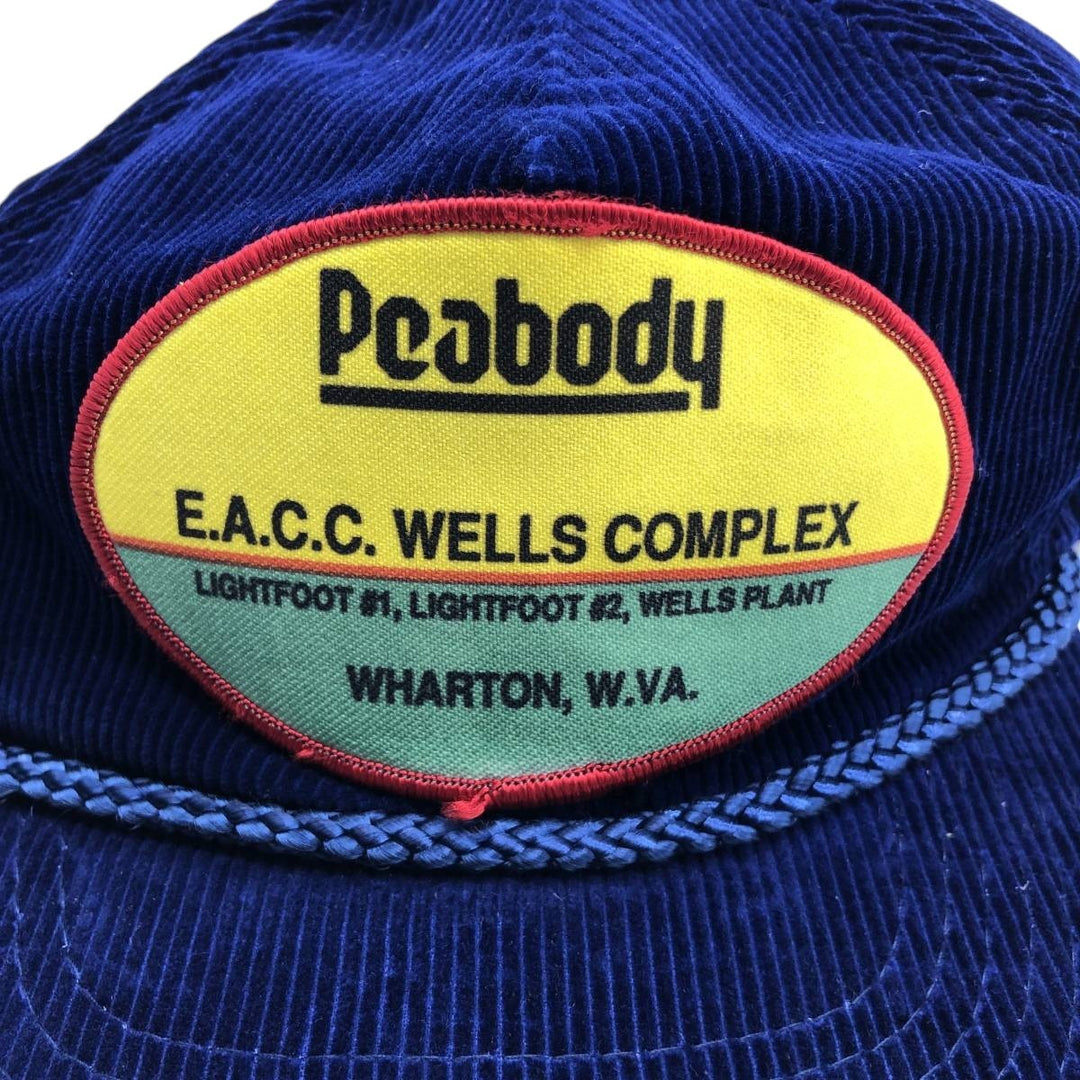 Peabody
E.A.C.C. WELLS COMPLEX
LIGHTFOOT #1, LIGHTFOOT #2, WELLS PLANT
WHARTON, W.VA.